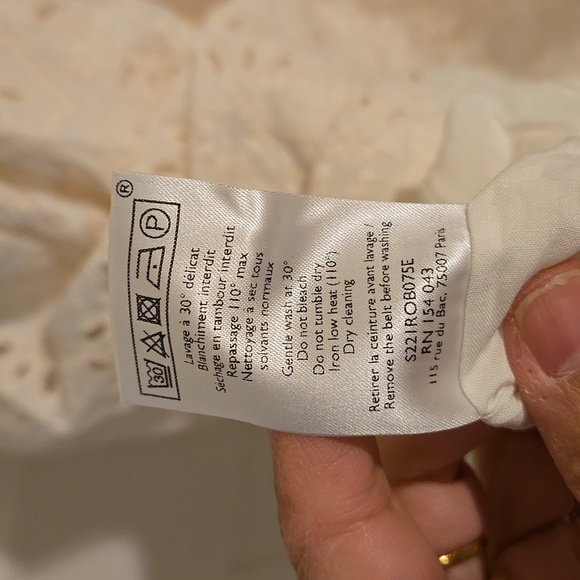 ®
30 P
Lavage à 30° délicat
Blanchiment interdit
Séchage en tambour interdit
Repassage 110° max
Nettoyage à sec tous
solvants normaux
Gentle wash at 30°
Do not bleach
Do not tumble dry
Iron low heat (110°)
Dry cleaning
Retirer la ceinture avant lavage /
Remove the belt before washing
S221ROB075E
RN 154 043
115 rue du Bac, 75007 Paris